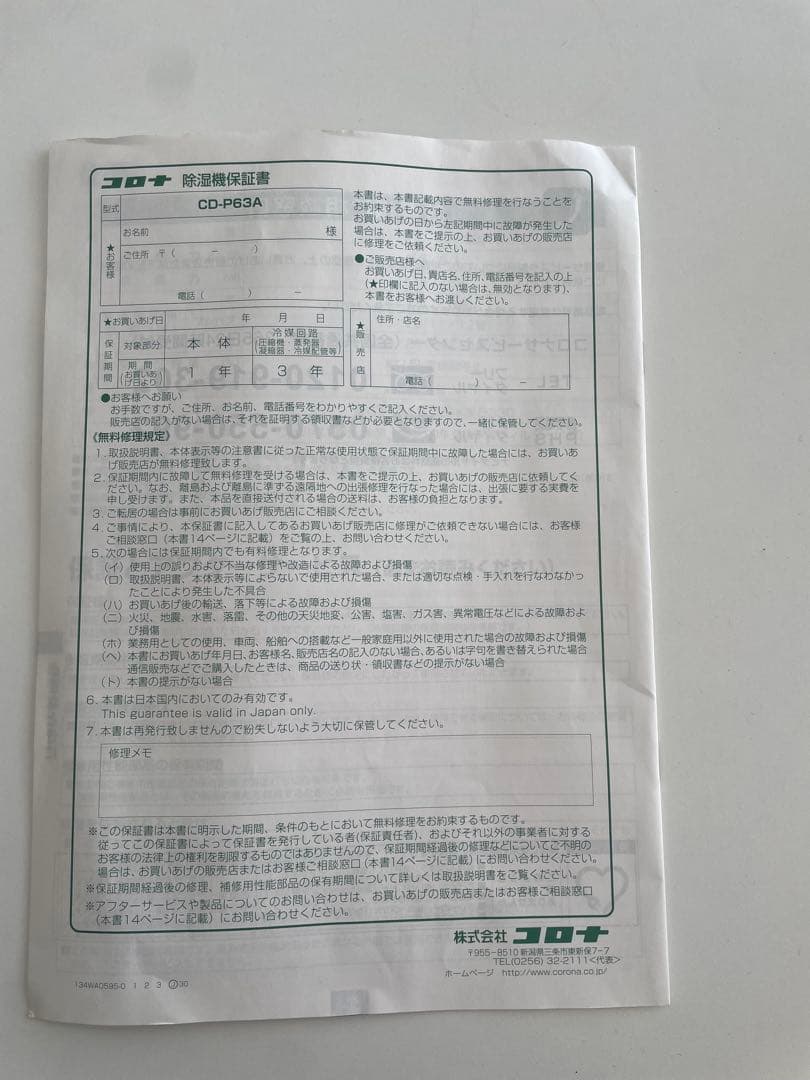 コロナ 除湿機保証書
型式 CD-P63A
★お客様
お名前 様
ご住所 〒( − )
電話( ) −
本書は、本書記載内容で無料修理を行なうことを
お約束するものです。
お買いあげの日から左記期間中に故障が発生した
場合は、本書をご提示の上、お買いあげの販売店
に修理をご依頼ください。
●ご販売店様へ
お買いあげ日、貴店名、住所、電話番号を記入の上
(★印欄に記入のない場合は、無効となります)、
本書をお客様へお渡しください。
★お買いあげ日 年 月 日
保証期間
対象部分 本体 冷媒回路
(圧縮機・蒸発器
凝縮器・冷媒配管等)
期間
(お買いあ
げ日より) 1年 3年
★販売店
住所・店名
電話( ) −
●お客様へお願い
お手数ですが、ご住所、お名前、電話番号をわかりやすくご記入ください。
販売店の記入がない場合は、それを証明する領収書などが必要となりますので、一緒に保管してください。
《無料修理規定》
1. 取扱説明書、本体表示等の注意書に従った正常な使用状態で保証期間中に故障した場合には、お買いあ
げ販売店が無料修理致します。
2. 保証期間内に故障して無料修理を受ける場合は、本書をご提示の上、お買いあげの販売店に依頼してく
ださい。なお、離島および離島に準ずる遠隔地への出張修理を行なった場合には、出張に要する実費を
申し受けます。また、本品を直接送付される場合の送料は、お客様の負担となります。
3. ご転居の場合は事前にお買いあげ販売店にご相談ください。
4. ご事情により、本保証書に記入してあるお買いあげ販売店に修理がご依頼できない場合には、お客様
ご相談窓口(本書14ページに記載)をご覧の上、お問い合わせください。
5. 次の場合には保証期間内でも有料修理となります。
(イ) 使用上の誤りおよび不当な修理や改造による故障および損傷
(ロ) 取扱説明書、本体表示等によらないで使用された場合、または適切な点検・手入れを行なわなかっ
たことにより発生した不具合
(ハ) お買いあげ後の輸送、落下等による故障および損傷
(ニ) 火災、地震、水害、落雷、その他の天災地変、公害、塩害、ガス害、異常電圧などによる故障およ
び損傷
(ホ) 業務用としての使用、車両、船舶への搭載など一般家庭用以外に使用された場合の故障および損傷
(ヘ) 本書にお買いあげ年月日、お客様名、販売店名の記入のない場合、あるいは字句を書き替えられた場合
通信販売などでご購入したときは、商品の送り状・領収書などの提示がない場合
(ト) 本書の提示がない場合
6. 本書は日本国内においてのみ有効です。
This guarantee is valid in Japan only.
7. 本書は再発行致しませんので紛失しないよう大切に保管してください。
修理メモ
※この保証書は本書に明示した期間、条件のもとにおいて無料修理をお約束するものです。
従ってこの保証書によって保証書を発行している者(保証責任者)、およびそれ以外の事業者に対する
お客様の法律上の権利を制限するものではありませんので、保証期間経過後の修理などについてご不明の
場合は、お買いあげの販売店またはお客様ご相談窓口(本書14ページに記載)にお問い合わせください。
※保証期間経過後の修理、補修用性能部品の保有期間について詳しくは取扱説明書をご覧ください。
※アフターサービスや製品についてのお問い合わせは、お買いあげの販売店またはお客様ご相談窓口
(本書14ページに記載)にお問い合わせください。
株式会社 コロナ
〒955−8510 新潟県三条市東新保7−7
TEL(0256) 32-2111<代表>
ホームページ http://www.corona.co.jp/
134WA0595-0 1 2 3 Ⓙ30